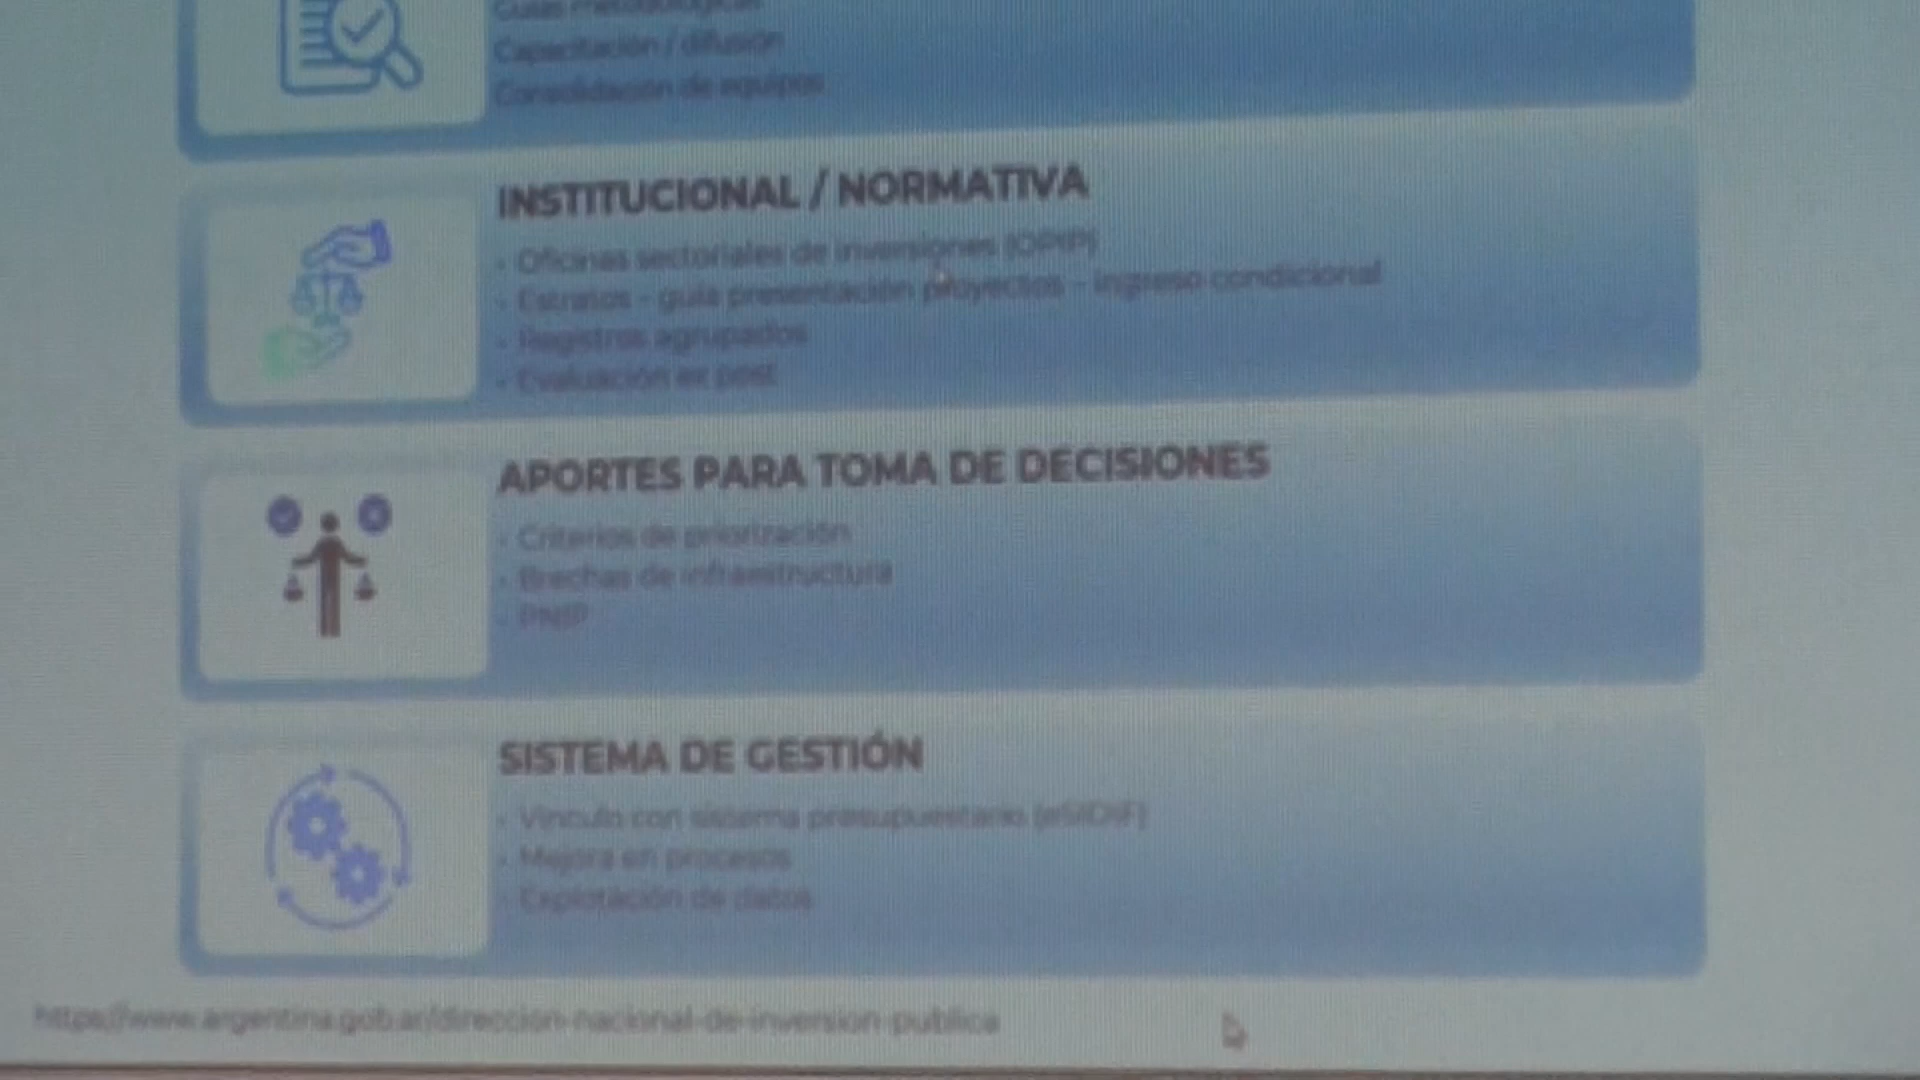 Guías metodológicas
Capacitación / difusión
Consolidación de equipos
INSTITUCIONAL / NORMATIVA
- Oficinas sectoriales de inversiones (OPIP)
- Estratos - guía presentación proyectos - ingreso condicional
- Registros agrupados
- Evaluación ex post
APORTES PARA TOMA DE DECISIONES
- Criterios de priorización
- Brechas de infraestructura
- PNIP
SISTEMA DE GESTIÓN
- Vínculo con sistema presupuestario (eSIDIF)
- Mejora en procesos
- Explotación de datos
https://www.argentina.gob.ar/direccion-nacional-de-inversion-publica